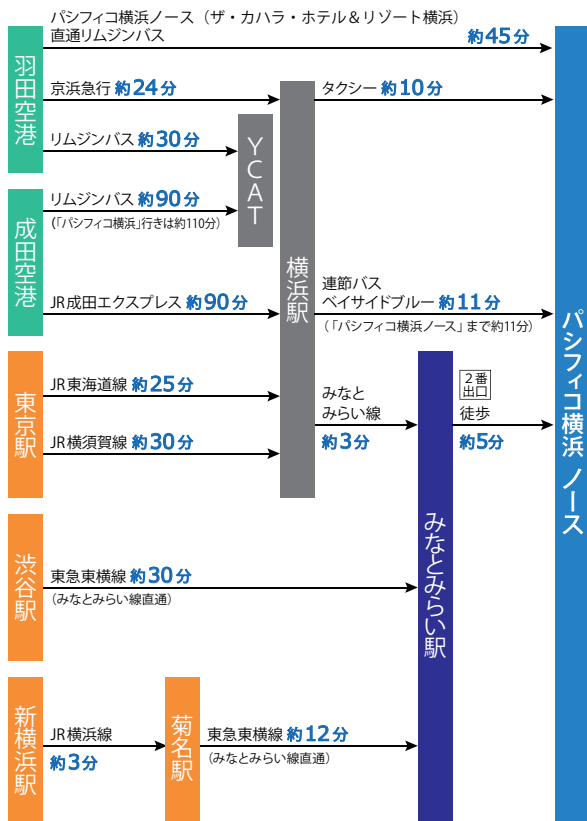 パシフィコ横浜ノース（ザ・カハラ・ホテル＆リゾート横浜）
直通リムジンバス
約45分
羽田空港
京浜急行 約24分
タクシー 約10分
リムジンバス 約30分
YCAT
成田空港
リムジンバス 約90分
(「パシフィコ横浜」行きは約110分)
横浜駅
JR成田エクスプレス 約90分
連節バス
ベイサイドブルー 約11分
(「パシフィコ横浜ノース」まで約11分)
パシフィコ横浜 ノース
東京駅
JR東海道線 約25分
JR横須賀線 約30分
みなと
みらい線
約3分
2番
出口
徒歩
約5分
みなとみらい駅
渋谷駅
東急東横線 約30分
(みなとみらい線直通)
新横浜駅
JR横浜線
約3分
菊名駅
東急東横線 約12分
(みなとみらい線直通)